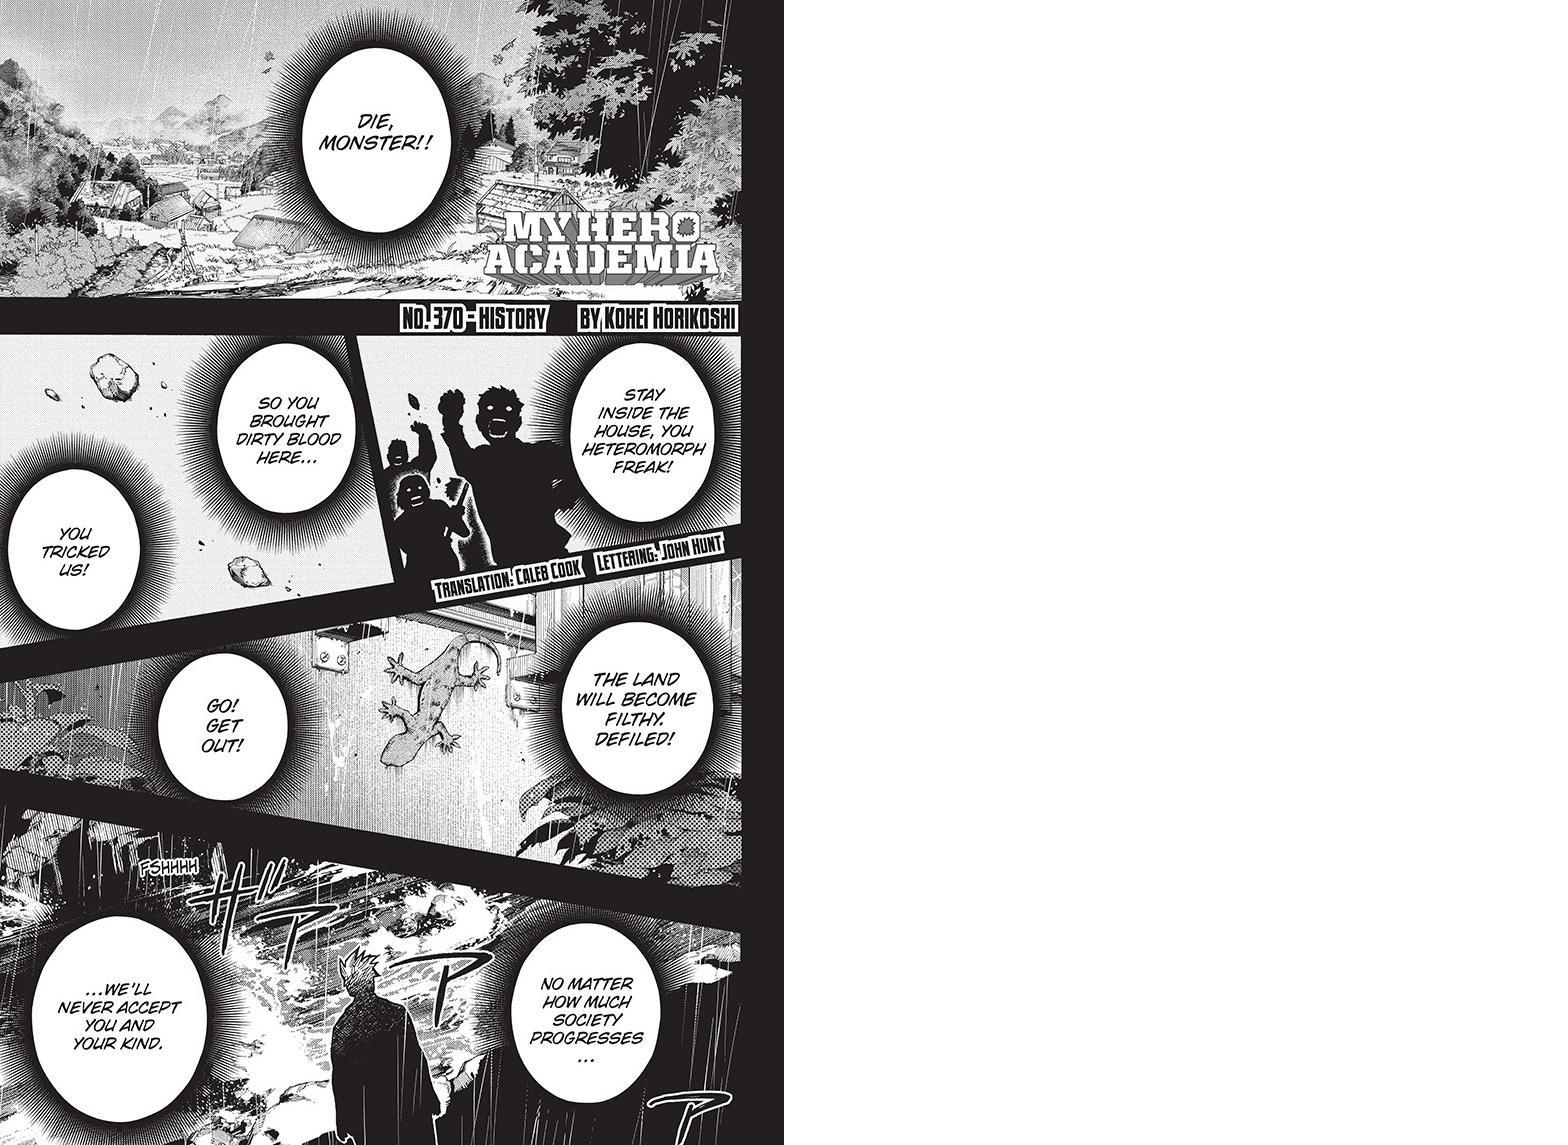 DIE,
MONSTER!!
MY HERO
ACADEMIA
NO. 370 - HISTORY BY KOHEI HORIKOSHI
STAY
INSIDE THE
HOUSE, YOU
HETEROMORPH
FREAK!
SO YOU
BROUGHT
DIRTY BLOOD
HERE...
YOU
TRICKED
US!
TRANSLATION: CALEB COOK LETTERING: JOHN HUNT
THE LAND
WILL BECOME
FILTHY.
DEFILED!
GO!
GET
OUT!
FSHHHH
ザアアア
NO MATTER
HOW MUCH
SOCIETY
PROGRESSES
...
...WE'LL
NEVER ACCEPT
YOU AND
YOUR KIND.